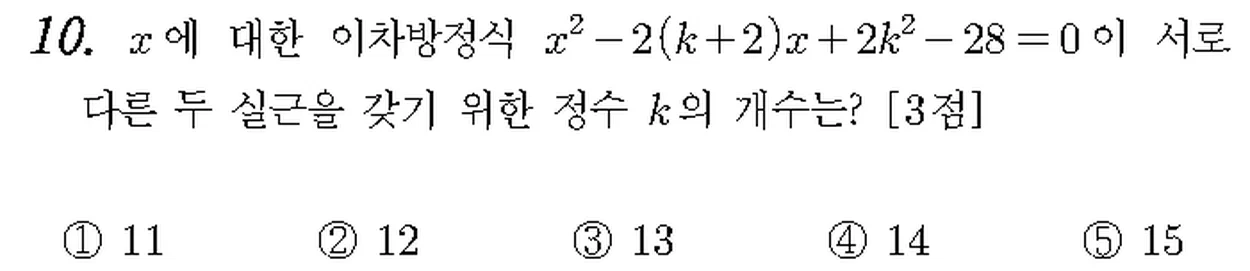 10. x에 대한 이차방정식 x² − 2(k+2)x + 2k² − 28 = 0이 서로
다른 두 실근을 갖기 위한 정수 k의 개수는? [3점]
① 11 ② 12 ③ 13 ④ 14 ⑤ 15